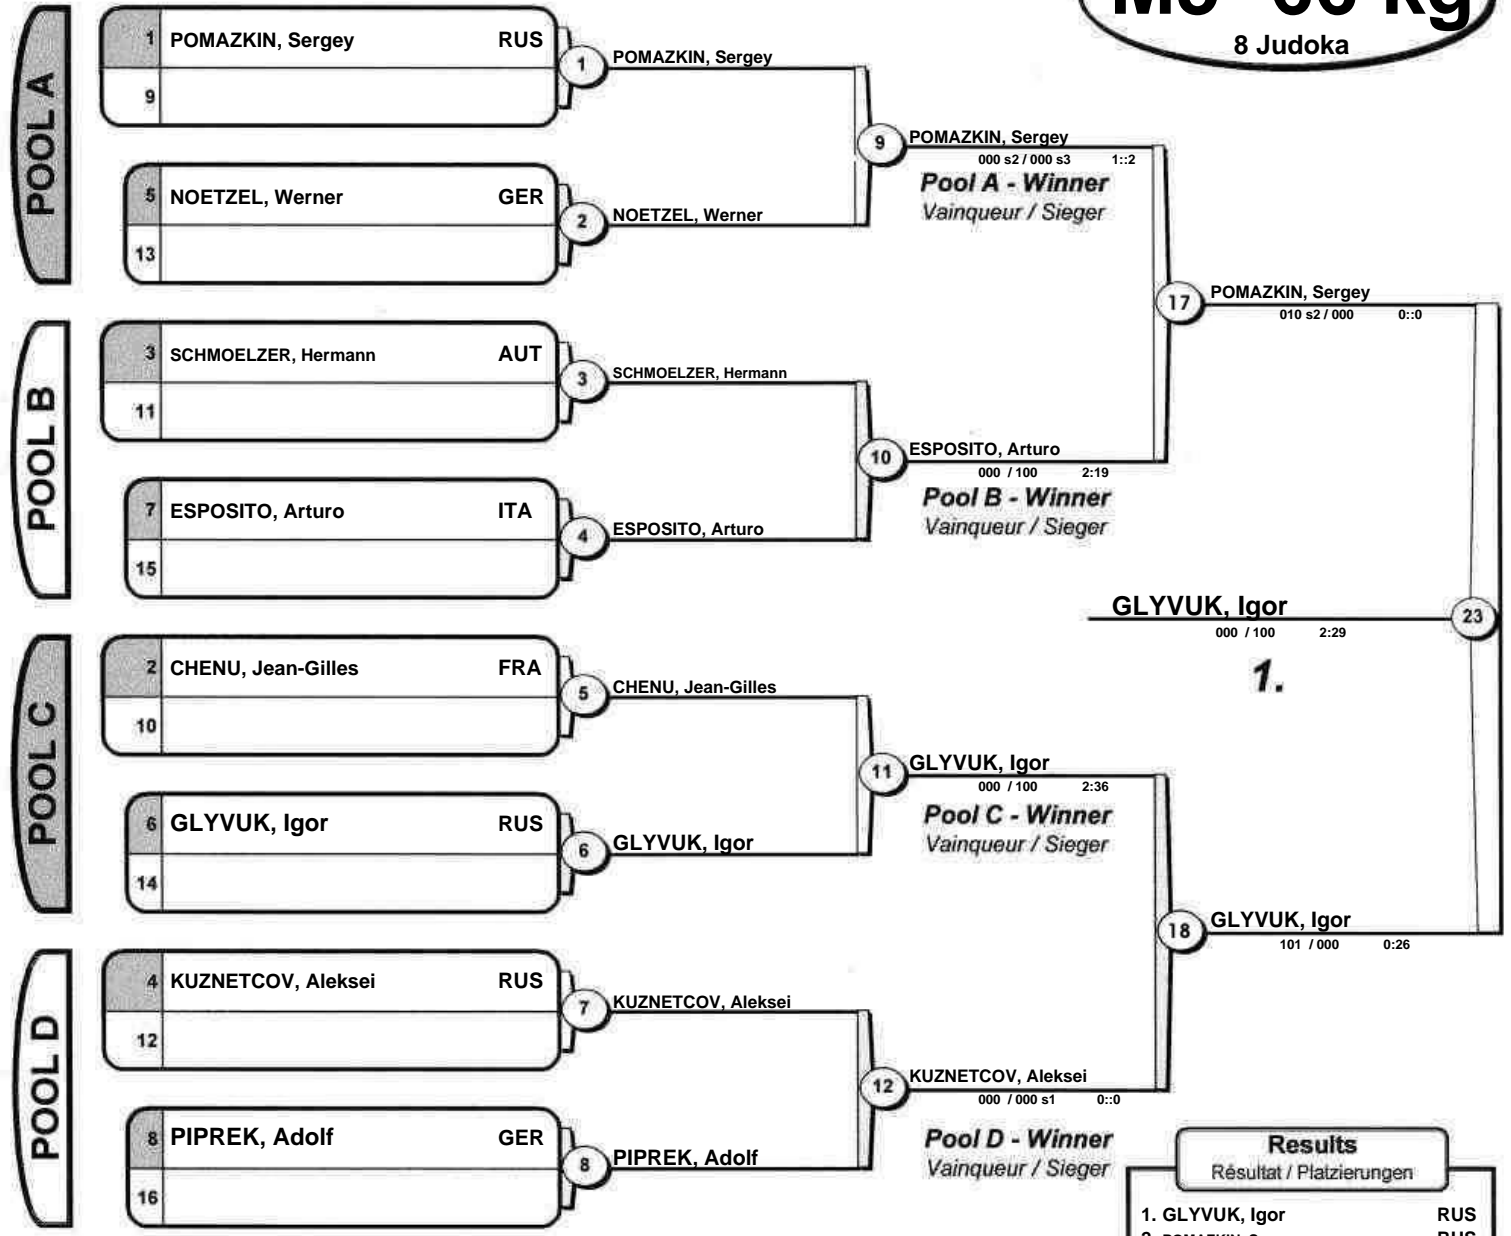 M6 -66 kg
8 Judoka
POOL A
1 POMAZKIN, Sergey RUS
9
5 NOETZEL, Werner GER
13
1 POMAZKIN, Sergey
2 NOETZEL, Werner
9 POMAZKIN, Sergey
000 s2 / 000 s3 1::2
Pool A - Winner
Vainqueur / Sieger
POOL B
3 SCHMOELZER, Hermann AUT
11
7 ESPOSITO, Arturo ITA
15
3 SCHMOELZER, Hermann
4 ESPOSITO, Arturo
10 ESPOSITO, Arturo
000 / 100 2:19
Pool B - Winner
Vainqueur / Sieger
17 POMAZKIN, Sergey
010 s2 / 000 0::0
GLYVUK, Igor 23
000 / 100 2:29
1.
POOL C
2 CHENU, Jean-Gilles FRA
10
6 GLYVUK, Igor RUS
14
5 CHENU, Jean-Gilles
6 GLYVUK, Igor
11 GLYVUK, Igor
000 / 100 2:36
Pool C - Winner
Vainqueur / Sieger
18 GLYVUK, Igor
101 / 000 0:26
POOL D
4 KUZNETCOV, Aleksei RUS
12
8 PIPREK, Adolf GER
16
7 KUZNETCOV, Aleksei
8 PIPREK, Adolf
12 KUZNETCOV, Aleksei
000 / 000 s1 0::0
Pool D - Winner
Vainqueur / Sieger
Results
Résultat / Platzierungen
1. GLYVUK, Igor RUS
2. POMAZKIN, Sergey RUS